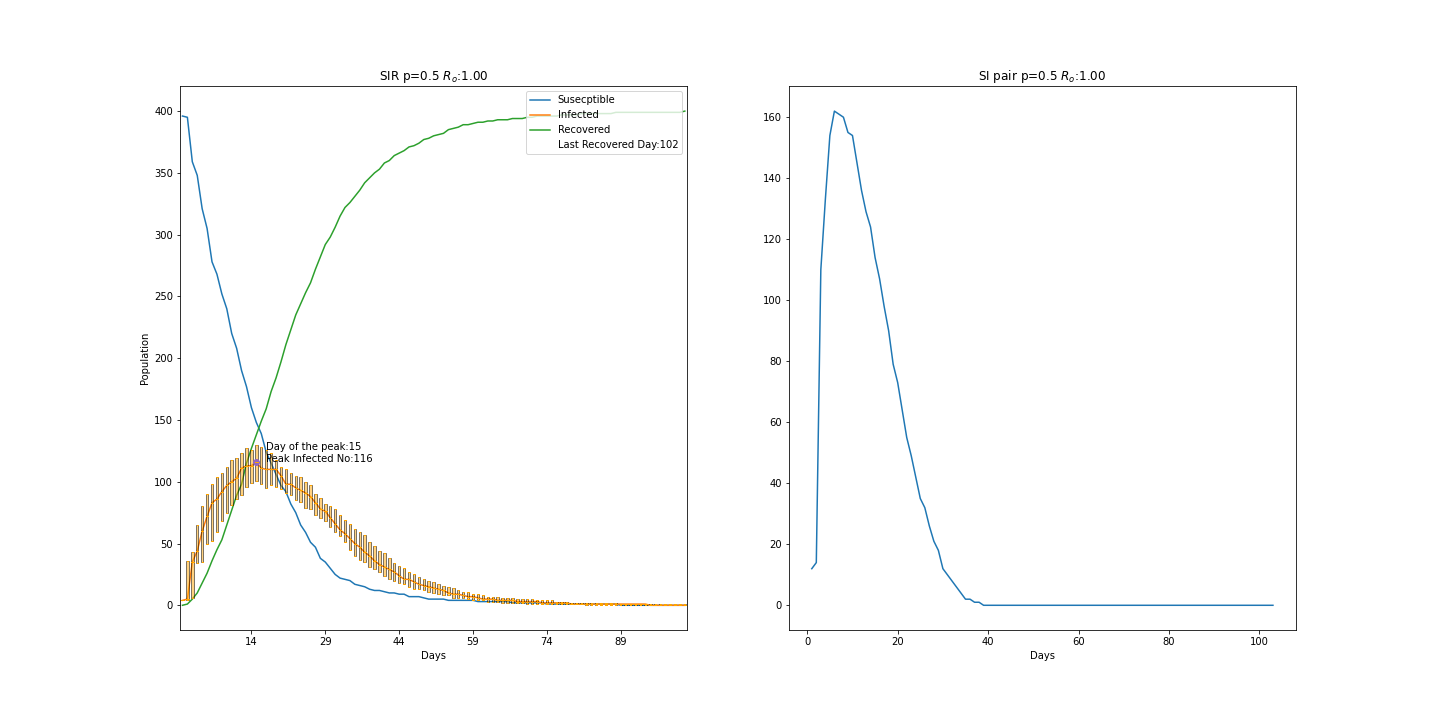 SIR p=0.5 Rₒ:1.00
Susecptible
Infected
Recovered
Last Recovered Day:102
400
350
300
250
200
150
100
50
0
Population
Day of the peak:15
Peak Infected No:116
14 29 44 59 74 89
Days
SI pair p=0.5 Rₒ:1.00
160
140
120
100
80
60
40
20
0
0 20 40 60 80 100
Days